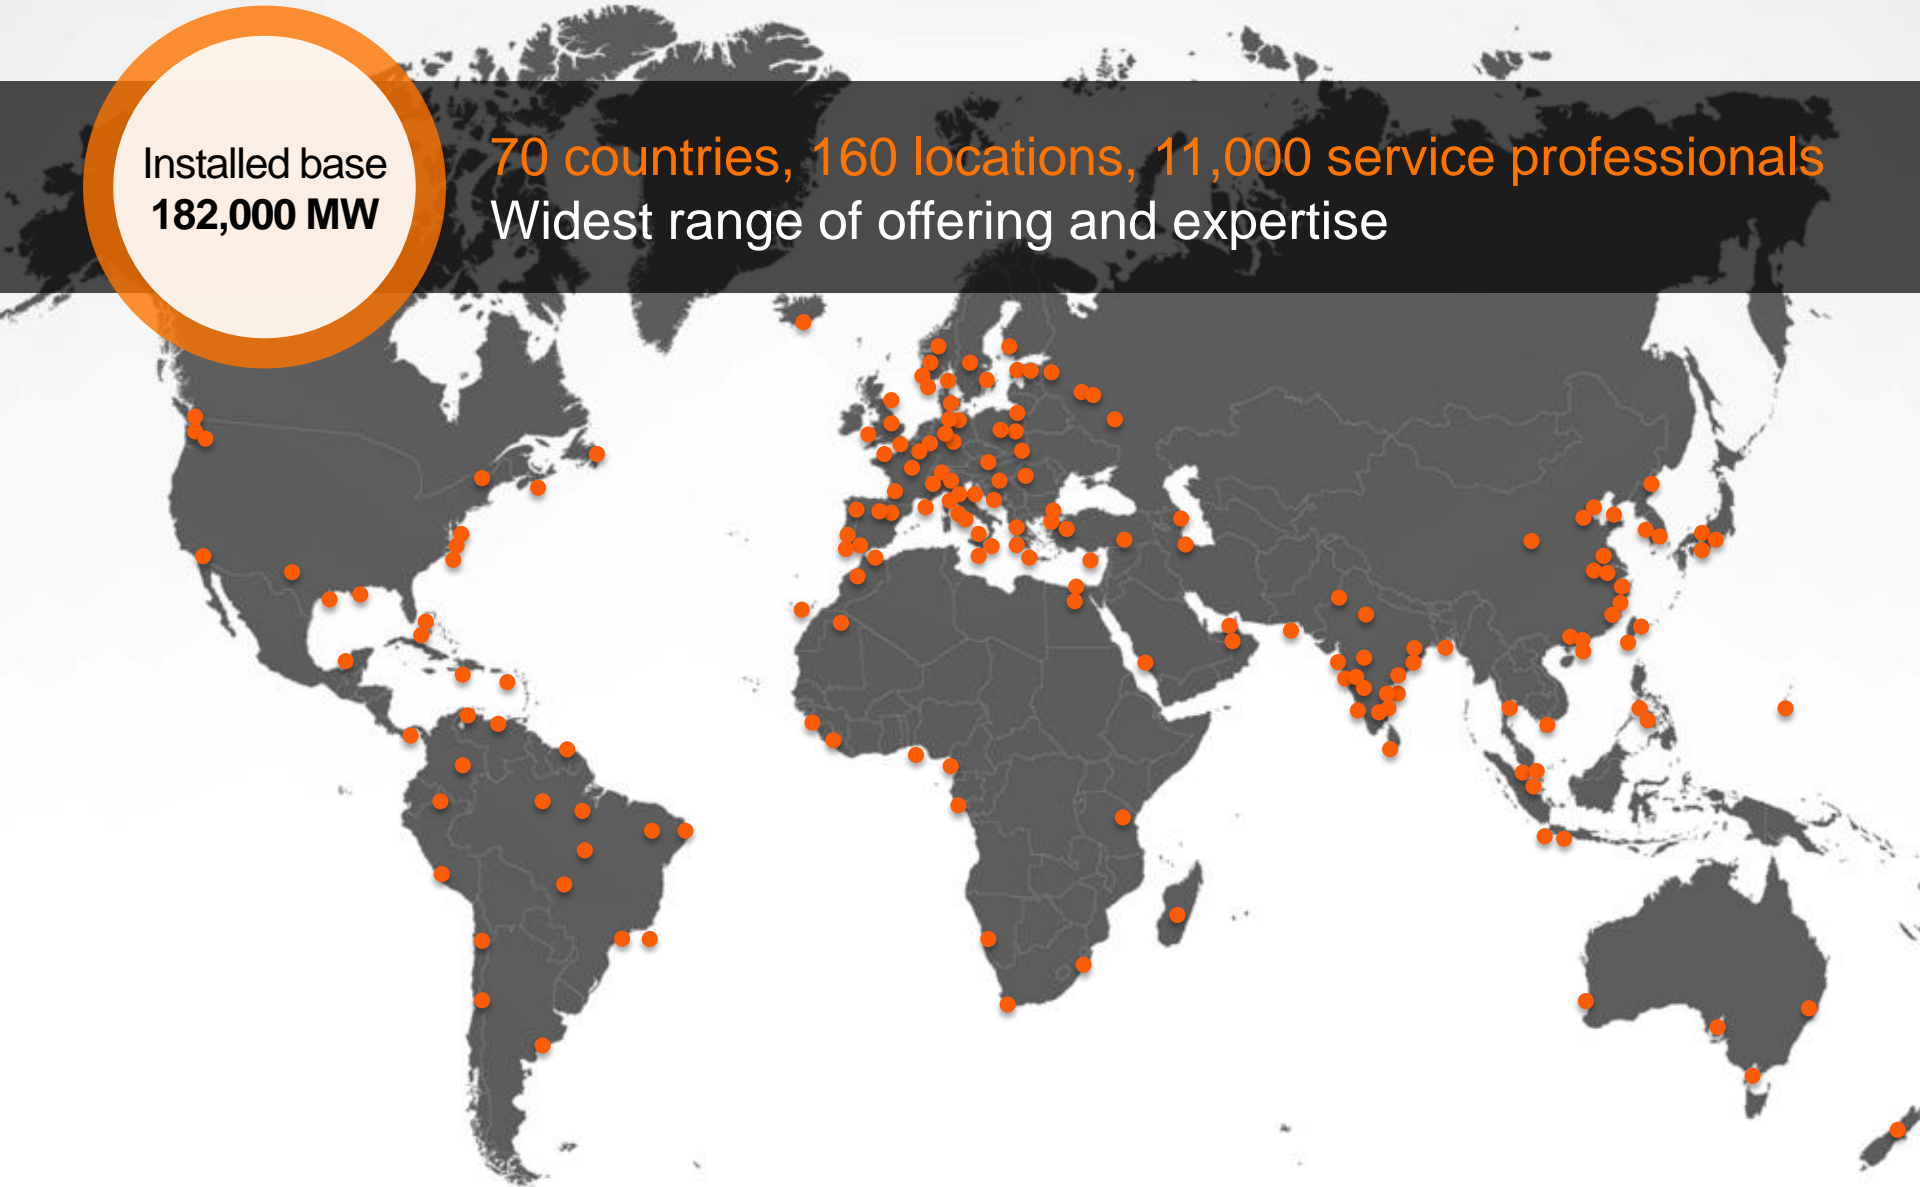 Installed base
182,000 MW
70 countries, 160 locations, 11,000 service professionals
Widest range of offering and expertise